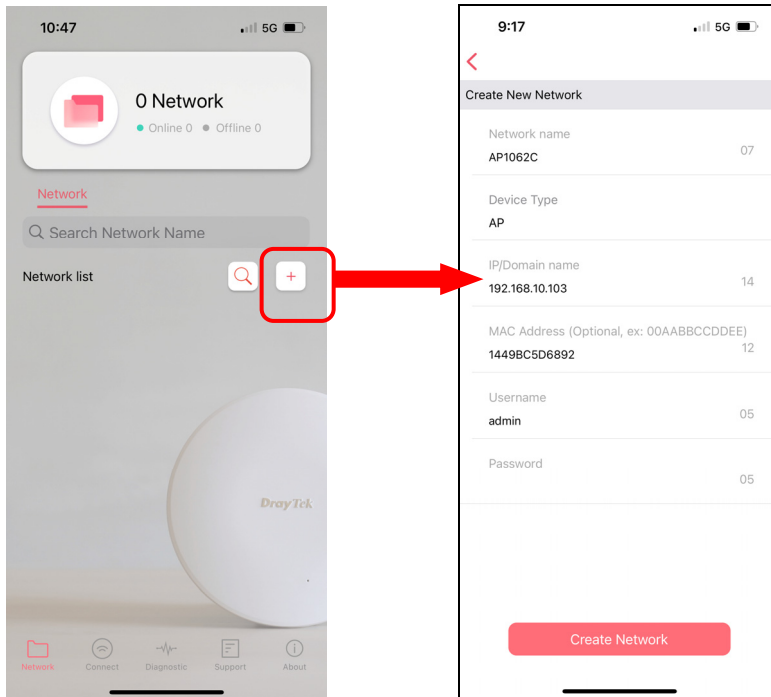 10:47
5G
0 Network
Online 0 Offline 0
Network
Search Network Name
Network list
+
DrayTek
Network Connect Diagnostic Support About
9:17
5G
Create New Network
Network name
AP1062C
07
Device Type
AP
IP/Domain name
192.168.10.103
14
MAC Address (Optional, ex: 00AABBCCDDEE)
1449BC5D6892
12
Username
admin
05
Password
05
Create Network